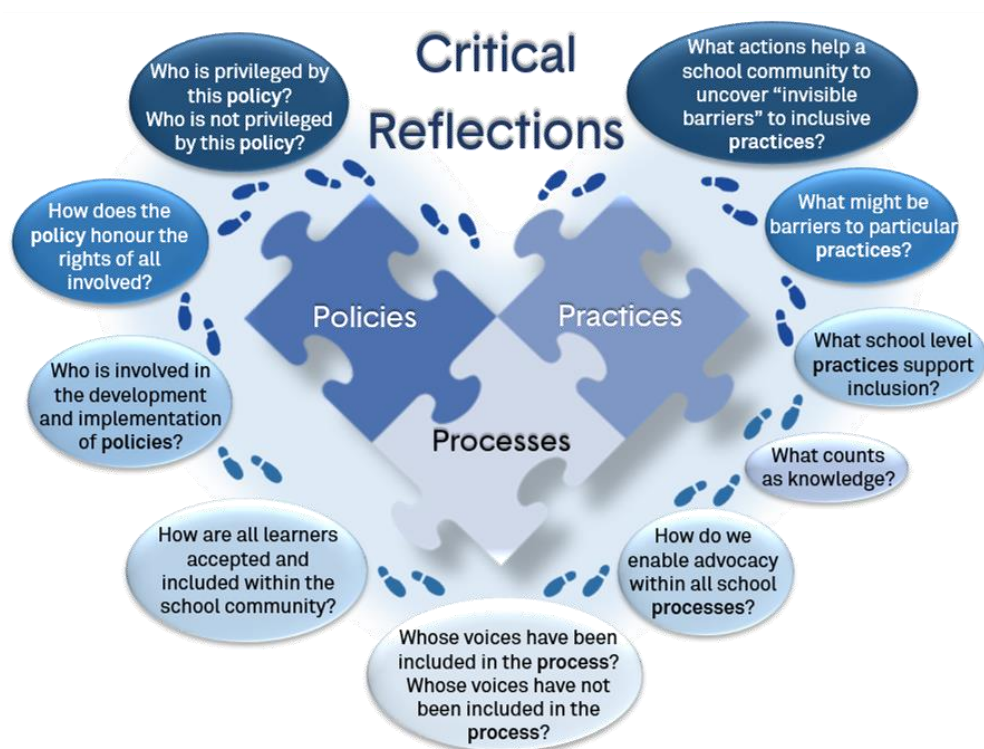 Critical
Reflections
Who is privileged by
this policy?
Who is not privileged
by this policy?
How does the
policy honour the
rights of all
involved?
Who is involved in
the development
and implementation
of policies?
How are all learners
accepted and
included within the
school community?
Whose voices have been
included in the process?
Whose voices have not
been included in the
process?
How do we
enable advocacy
within all school
processes?
What counts
as knowledge?
What school level
practices support
inclusion?
What might be
barriers to particular
practices?
What actions help a
school community to
uncover “invisible
barriers” to inclusive
practices?
Policies
Practices
Processes